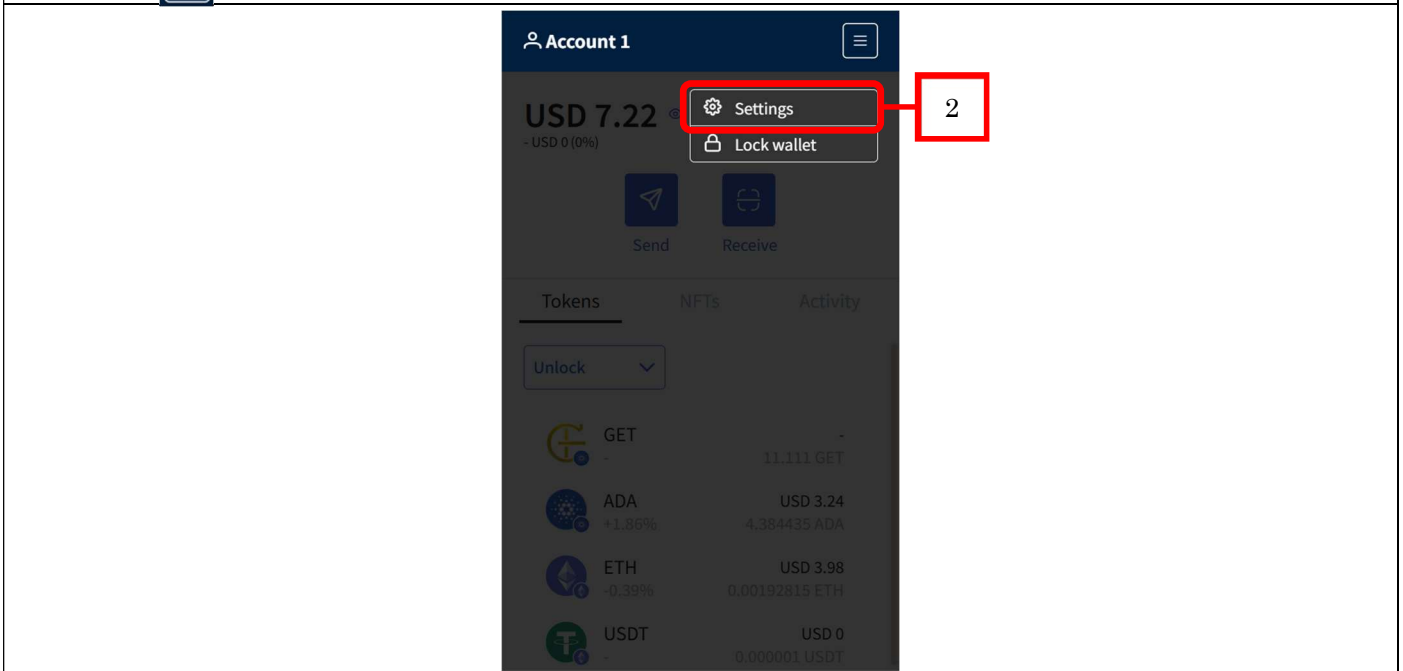 Account 1
USD 7.22
- USD 0 (0%)
Settings
2
Lock wallet
Send
Receive
Tokens
NFTs
Activity
Unlock
GET
-
-
11.111 GET
ADA
USD 3.24
+1.86%
4.384435 ADA
ETH
USD 3.98
-0.39%
0.00192815 ETH
USDT
USD 0
-
0.000001 USDT